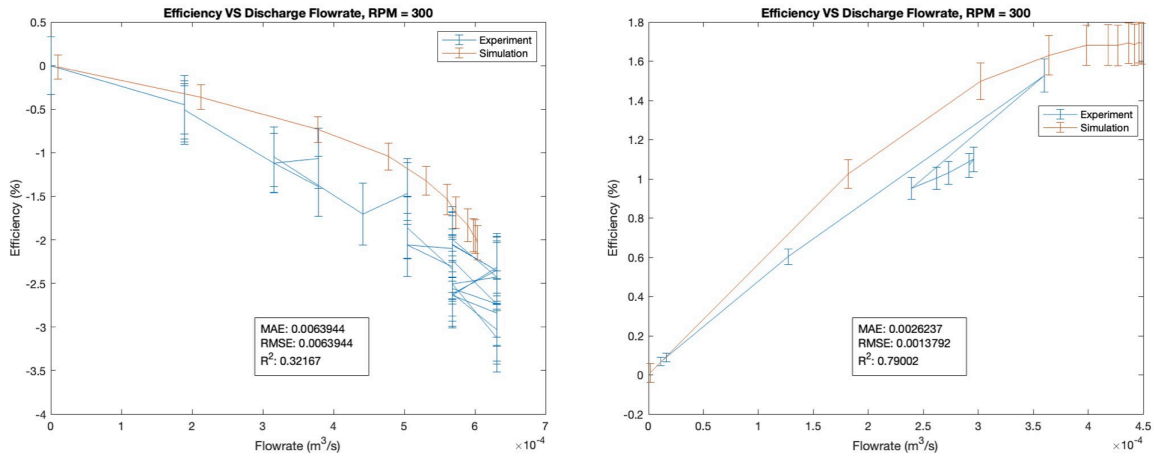 Efficiency VS Discharge Flowrate, RPM = 300
0.5
0
-0.5
-1
-1.5
-2
-2.5
-3
-3.5
-4
Efficiency (%)
Experiment
Simulation
MAE: 0.0063944
RMSE: 0.0063944
R²: 0.32167
0 1 2 3 4 5 6 7
×10⁻⁴
Flowrate (m³/s)
Efficiency VS Discharge Flowrate, RPM = 300
1.8
1.6
1.4
1.2
1
0.8
0.6
0.4
0.2
0
-0.2
Efficiency (%)
Experiment
Simulation
MAE: 0.0026237
RMSE: 0.0013792
R²: 0.79002
0 0.5 1 1.5 2 2.5 3 3.5 4 4.5
×10⁻⁴
Flowrate (m³/s)